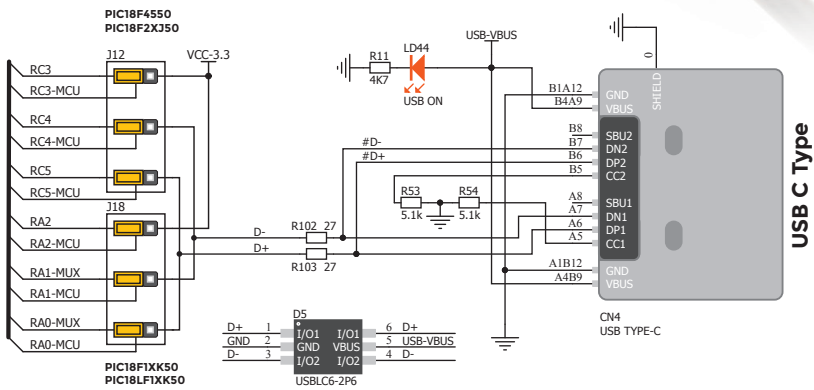 PIC18F4550
PIC18F2XJ50
J12
VCC-3.3
RC3
RC3-MCU
RC4
RC4-MCU
RC5
RC5-MCU
J18
RA2
RA2-MCU
RA1-MUX
RA1-MCU
RA0-MUX
RA0-MCU
PIC18F1XK50
PIC18LF1XK50
D-
R102 27
D+
R103 27
R11
4K7
LD44
USB ON
USB-VBUS
#D-
#D+
R53
5.1k
R54
5.1k
0
SHIELD
B1A12 GND
B4A9 VBUS
B8 SBU2
B7 DN2
B6 DP2
B5 CC2
A8 SBU1
A7 DN1
A6 DP1
A5 CC1
A1B12 GND
A4B9 VBUS
CN4
USB TYPE-C
USB C Type
D5
D+ 1 I/O1 I/O1 6 D+
GND 2 GND VBUS 5 USB-VBUS
D- 3 I/O2 I/O2 4 D-
USBLC6-2P6